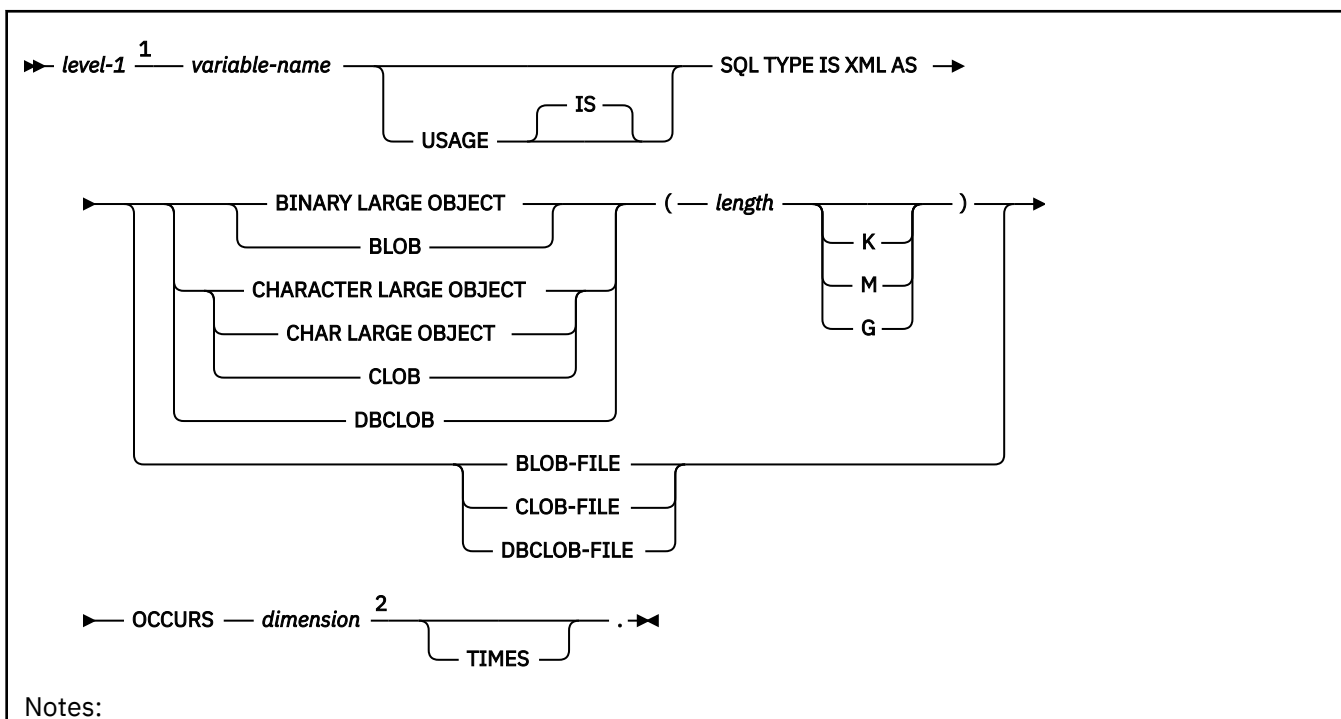 level-1 1 variable-name SQL TYPE IS XML AS
IS
USAGE
BINARY LARGE OBJECT ( length )
K
BLOB
M
CHARACTER LARGE OBJECT
G
CHAR LARGE OBJECT
CLOB
DBCLOB
BLOB-FILE
CLOB-FILE
DBCLOB-FILE
OCCURS dimension 2 .
TIMES
Notes: